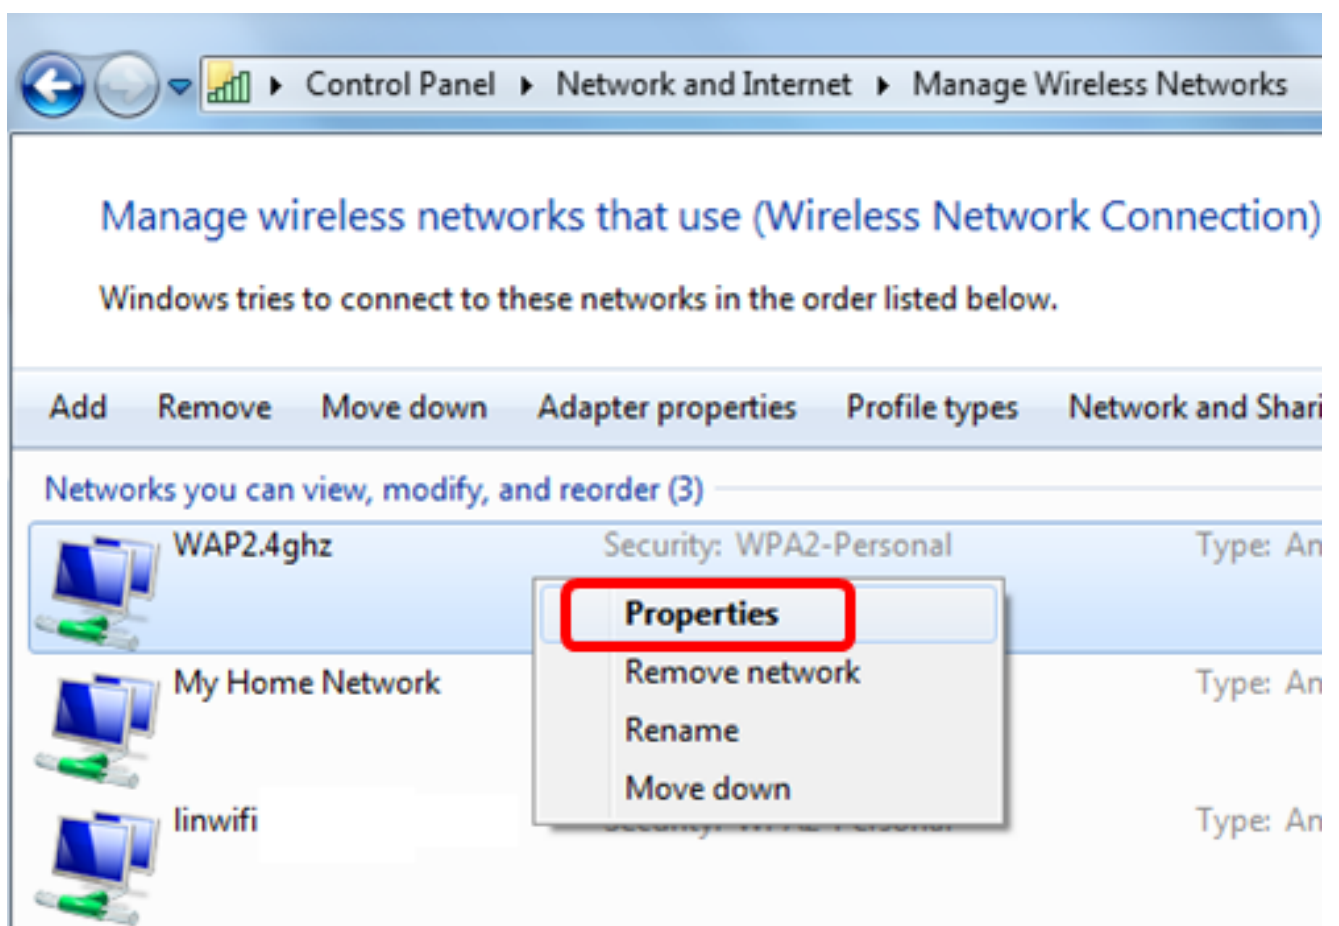 Control Panel Network and Internet Manage Wireless Networks
Manage wireless networks that use (Wireless Network Connection)
Windows tries to connect to these networks in the order listed below.
Add Remove Move down Adapter properties Profile types Network and Shari
Networks you can view, modify, and reorder (3)
WAP2.4ghz Security: WPA2-Personal Type: An
Properties
Remove network
My Home Network Type: An
Rename
Move down
linwifi Security: WPA2-Personal Type: An